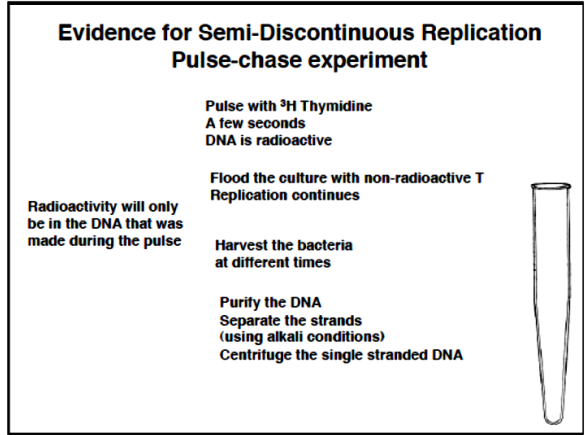 Evidence for Semi-Discontinuous Replication
Pulse-chase experiment
Pulse with ³H Thymidine
A few seconds
DNA is radioactive
Flood the culture with non-radioactive T
Replication continues
Radioactivity will only
be in the DNA that was
made during the pulse
Harvest the bacteria
at different times
Purify the DNA
Separate the strands
(using alkali conditions)
Centrifuge the single stranded DNA